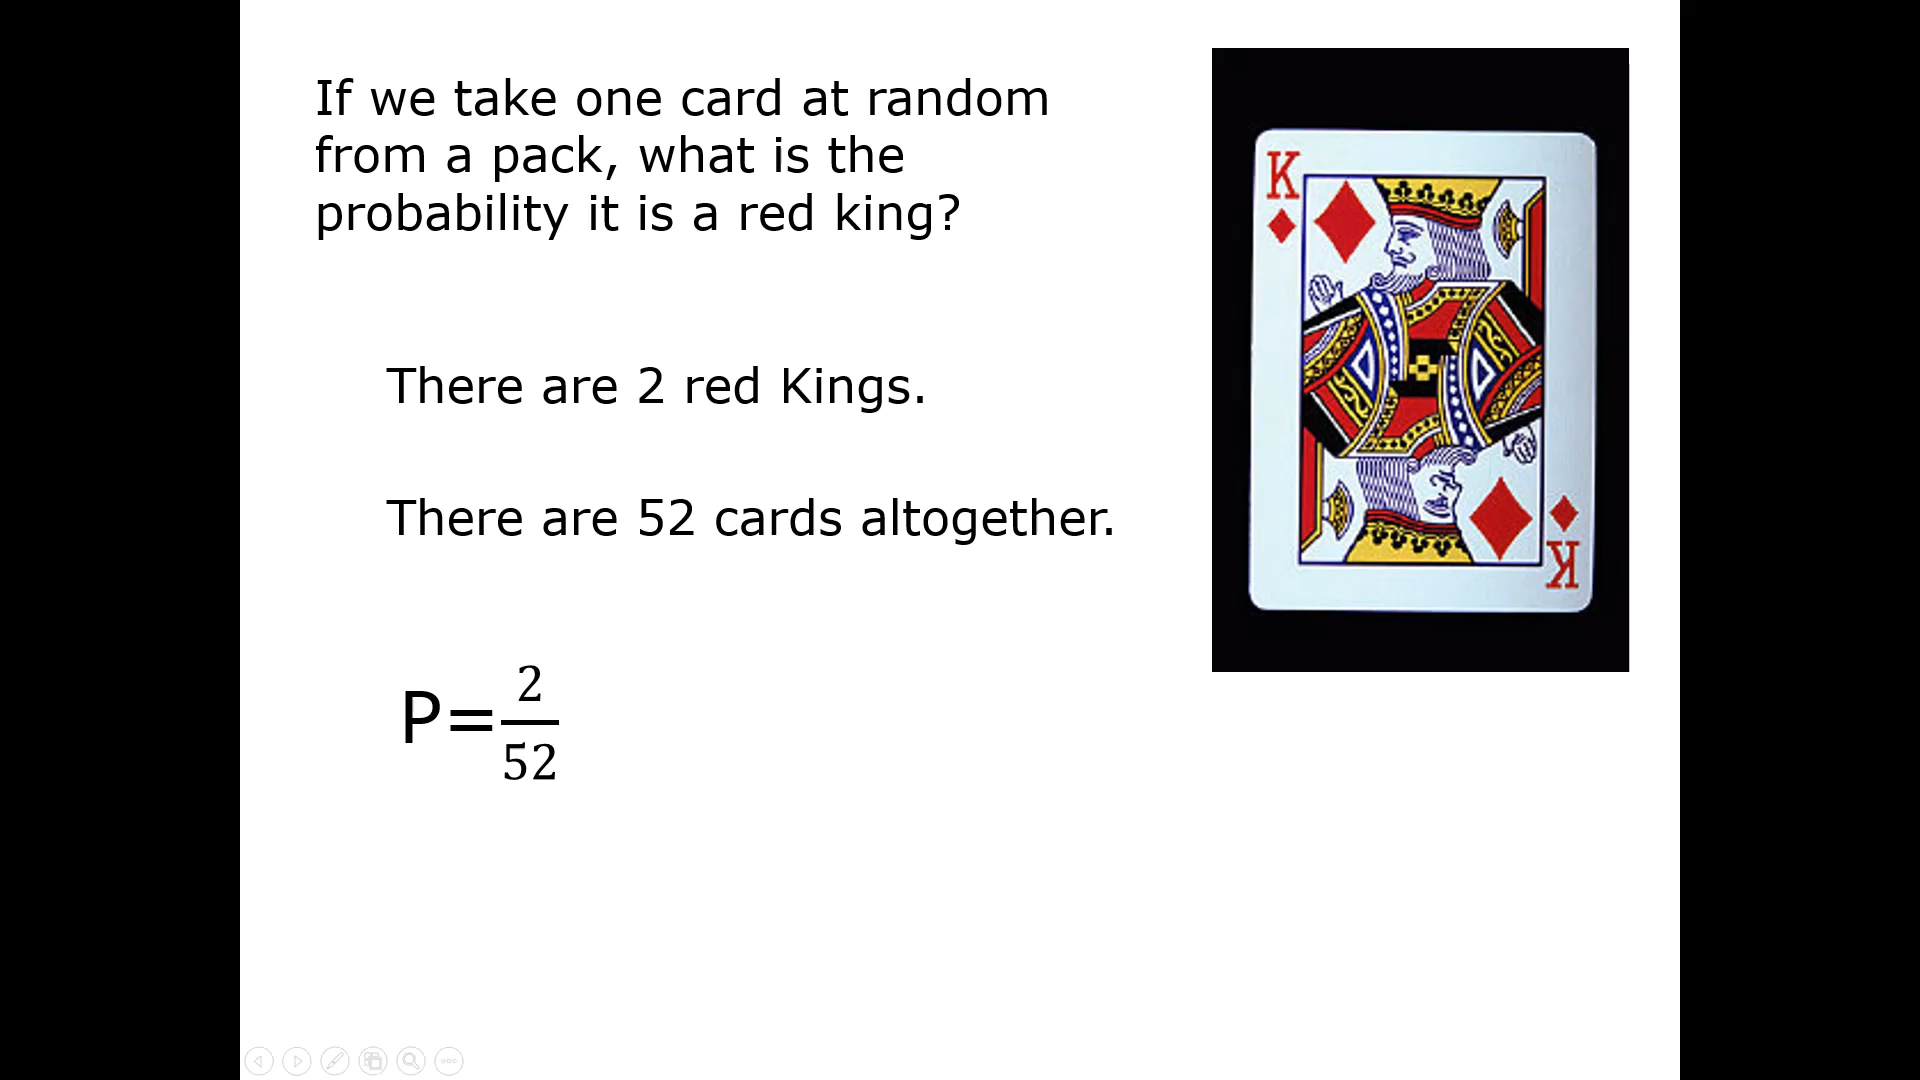 If we take one card at random
from a pack, what is the
probability it is a red king?
There are 2 red Kings.
There are 52 cards altogether.
P=2/52
K
K